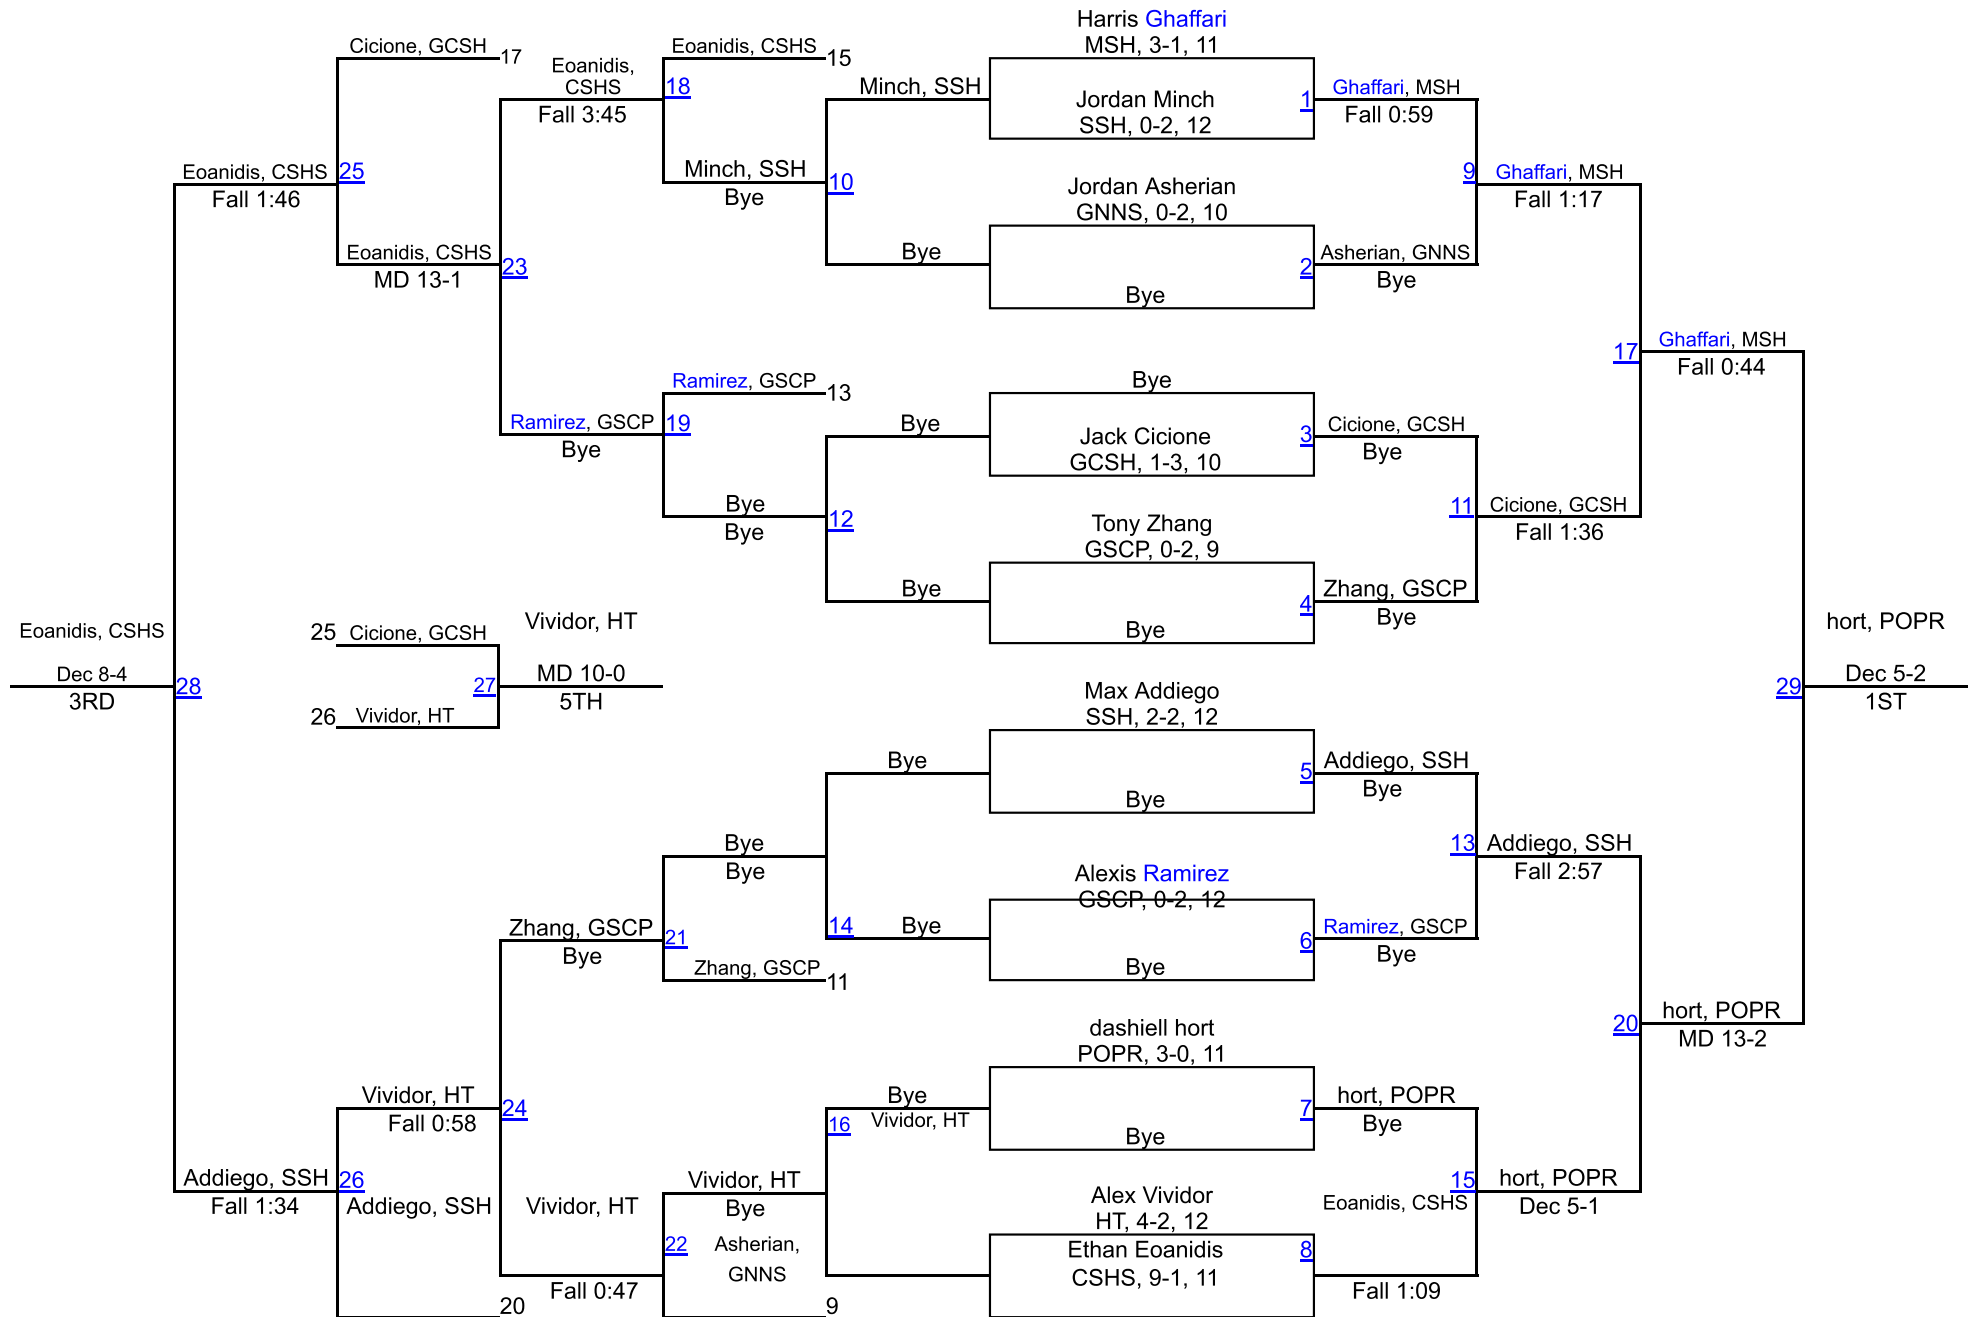 Harris Ghaffari
MSH, 3-1, 11
Cicione, GCSH
17
Eoanidis,
CSHS
Fall 3:45
18
Eoanidis, CSHS
15
Minch, SSH
Jordan Minch
SSH, 0-2, 12
1
Ghaffari, MSH
Fall 0:59
Eoanidis, CSHS
Fall 1:46
25
Minch, SSH
Bye
10
Jordan Asherian
GNNS, 0-2, 10
9
Ghaffari, MSH
Fall 1:17
Eoanidis, CSHS
MD 13-1
23
Bye
Bye
2
Asherian, GNNS
Bye
17
Ghaffari, MSH
Fall 0:44
Ramirez, GSCP
13
Ramirez, GSCP
Bye
19
Bye
Bye
Jack Cicione
GCSH, 1-3, 10
3
Cicione, GCSH
Bye
Bye
Bye
12
Tony Zhang
GSCP, 0-2, 9
11
Cicione, GCSH
Fall 1:36
Bye
Bye
4
Zhang, GSCP
Bye
Eoanidis, CSHS
Dec 8-4
3RD
28
25
Cicione, GCSH
26
Vividor, HT
27
Vividor, HT
MD 10-0
5TH
hort, POPR
29
Dec 5-2
1ST
Max Addiego
SSH, 2-2, 12
Bye
Bye
5
Addiego, SSH
Bye
Bye
Bye
13
Addiego, SSH
Fall 2:57
Zhang, GSCP
Bye
21
Zhang, GSCP
11
14
Bye
Alexis Ramirez
GSCP, 0-2, 12
Bye
6
Ramirez, GSCP
Bye
20
hort, POPR
MD 13-2
dashiell hort
POPR, 3-0, 11
Vividor, HT
Fall 0:58
24
Bye
16
Vividor, HT
Bye
7
hort, POPR
Bye
Addiego, SSH
Fall 1:34
26
Addiego, SSH
20
Vividor, HT
Fall 0:47
Vividor, HT
Bye
22
Asherian,
GNNS
9
Alex Vividor
HT, 4-2, 12
Ethan Eoanidis
CSHS, 9-1, 11
8
Eoanidis, CSHS
Fall 1:09
15
hort, POPR
Dec 5-1